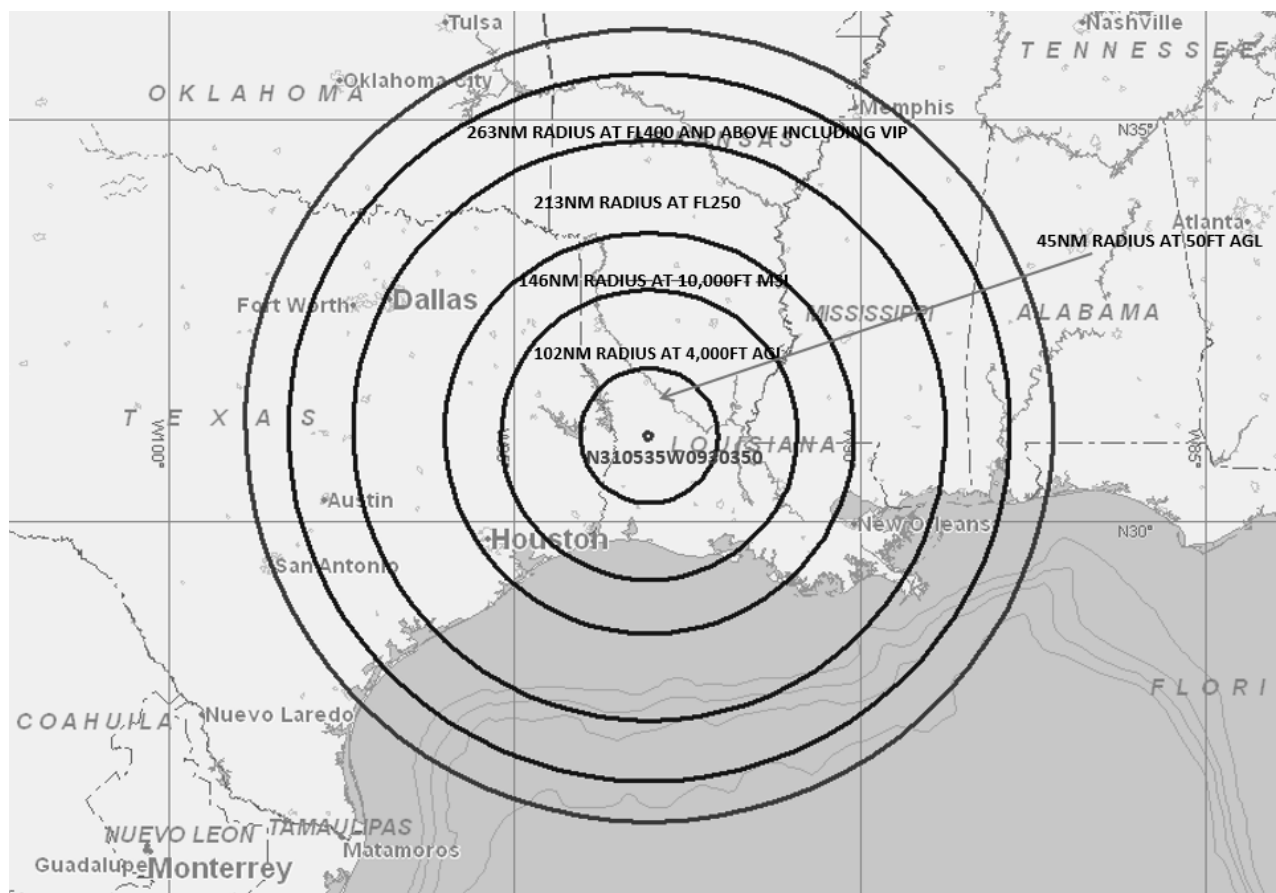 Tulsa
Nashville
TENNESSEE
Oklahoma City
OKLAHOMA
Memphis
N35°
263NM RADIUS AT FL400 AND ABOVE INCLUDING VIP
ARKANSAS
213NM RADIUS AT FL250
Atlanta
45NM RADIUS AT 50FT AGL
146NM RADIUS AT 10,000FT MSL
Fort Worth
Dallas
MISSISSIPPI
ALABAMA
102NM RADIUS AT 4,000FT AGL
TEXAS
W100°
W95°
LOUISIANA
W90°
W85°
N310535W0930350
Austin
New Orleans
N30°
Houston
San Antonio
FLORI
COAHUILA
Nuevo Laredo
NUEVO LEON
TAMAULIPAS
Matamoros
Guadalupe
Monterrey